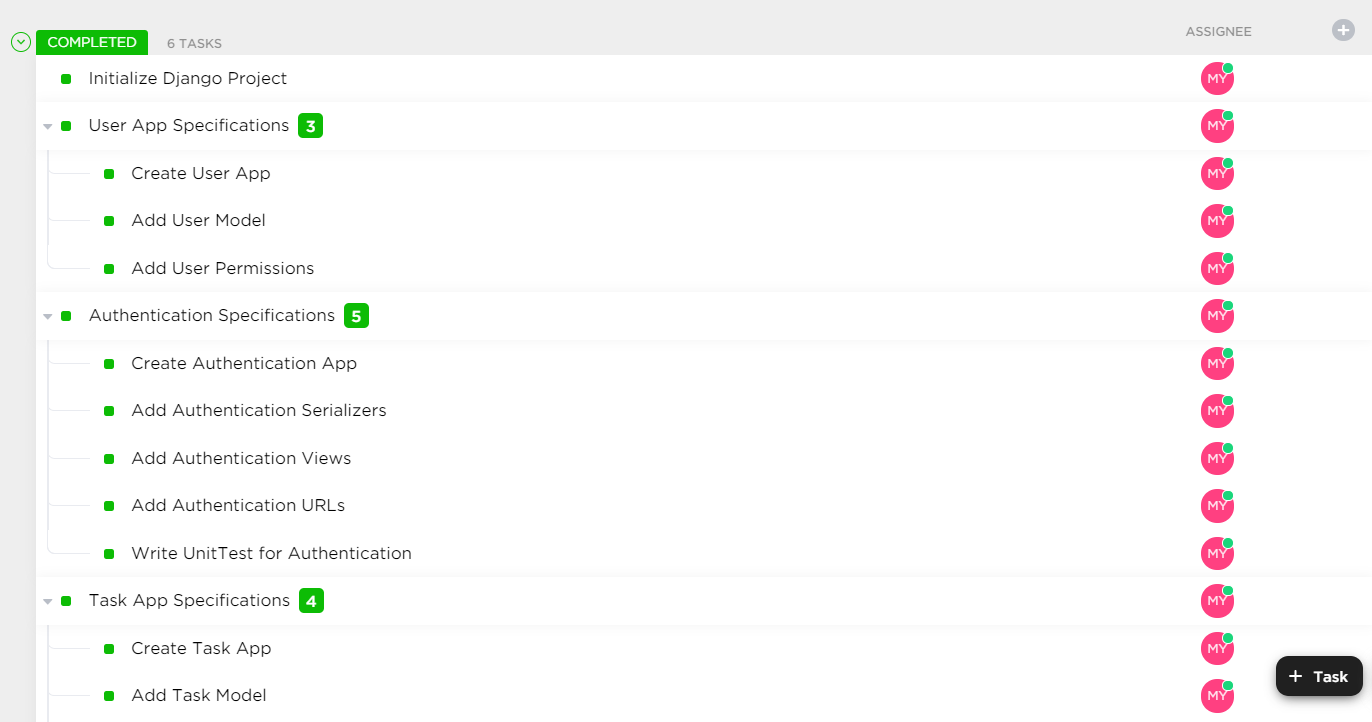 COMPLETED 6 TASKS ASSIGNEE
Initialize Django Project MY
User App Specifications 3 MY
Create User App MY
Add User Model MY
Add User Permissions MY
Authentication Specifications 5 MY
Create Authentication App MY
Add Authentication Serializers MY
Add Authentication Views MY
Add Authentication URLs MY
Write UnitTest for Authentication MY
Task App Specifications 4 MY
Create Task App MY
+ Task
Add Task Model MY